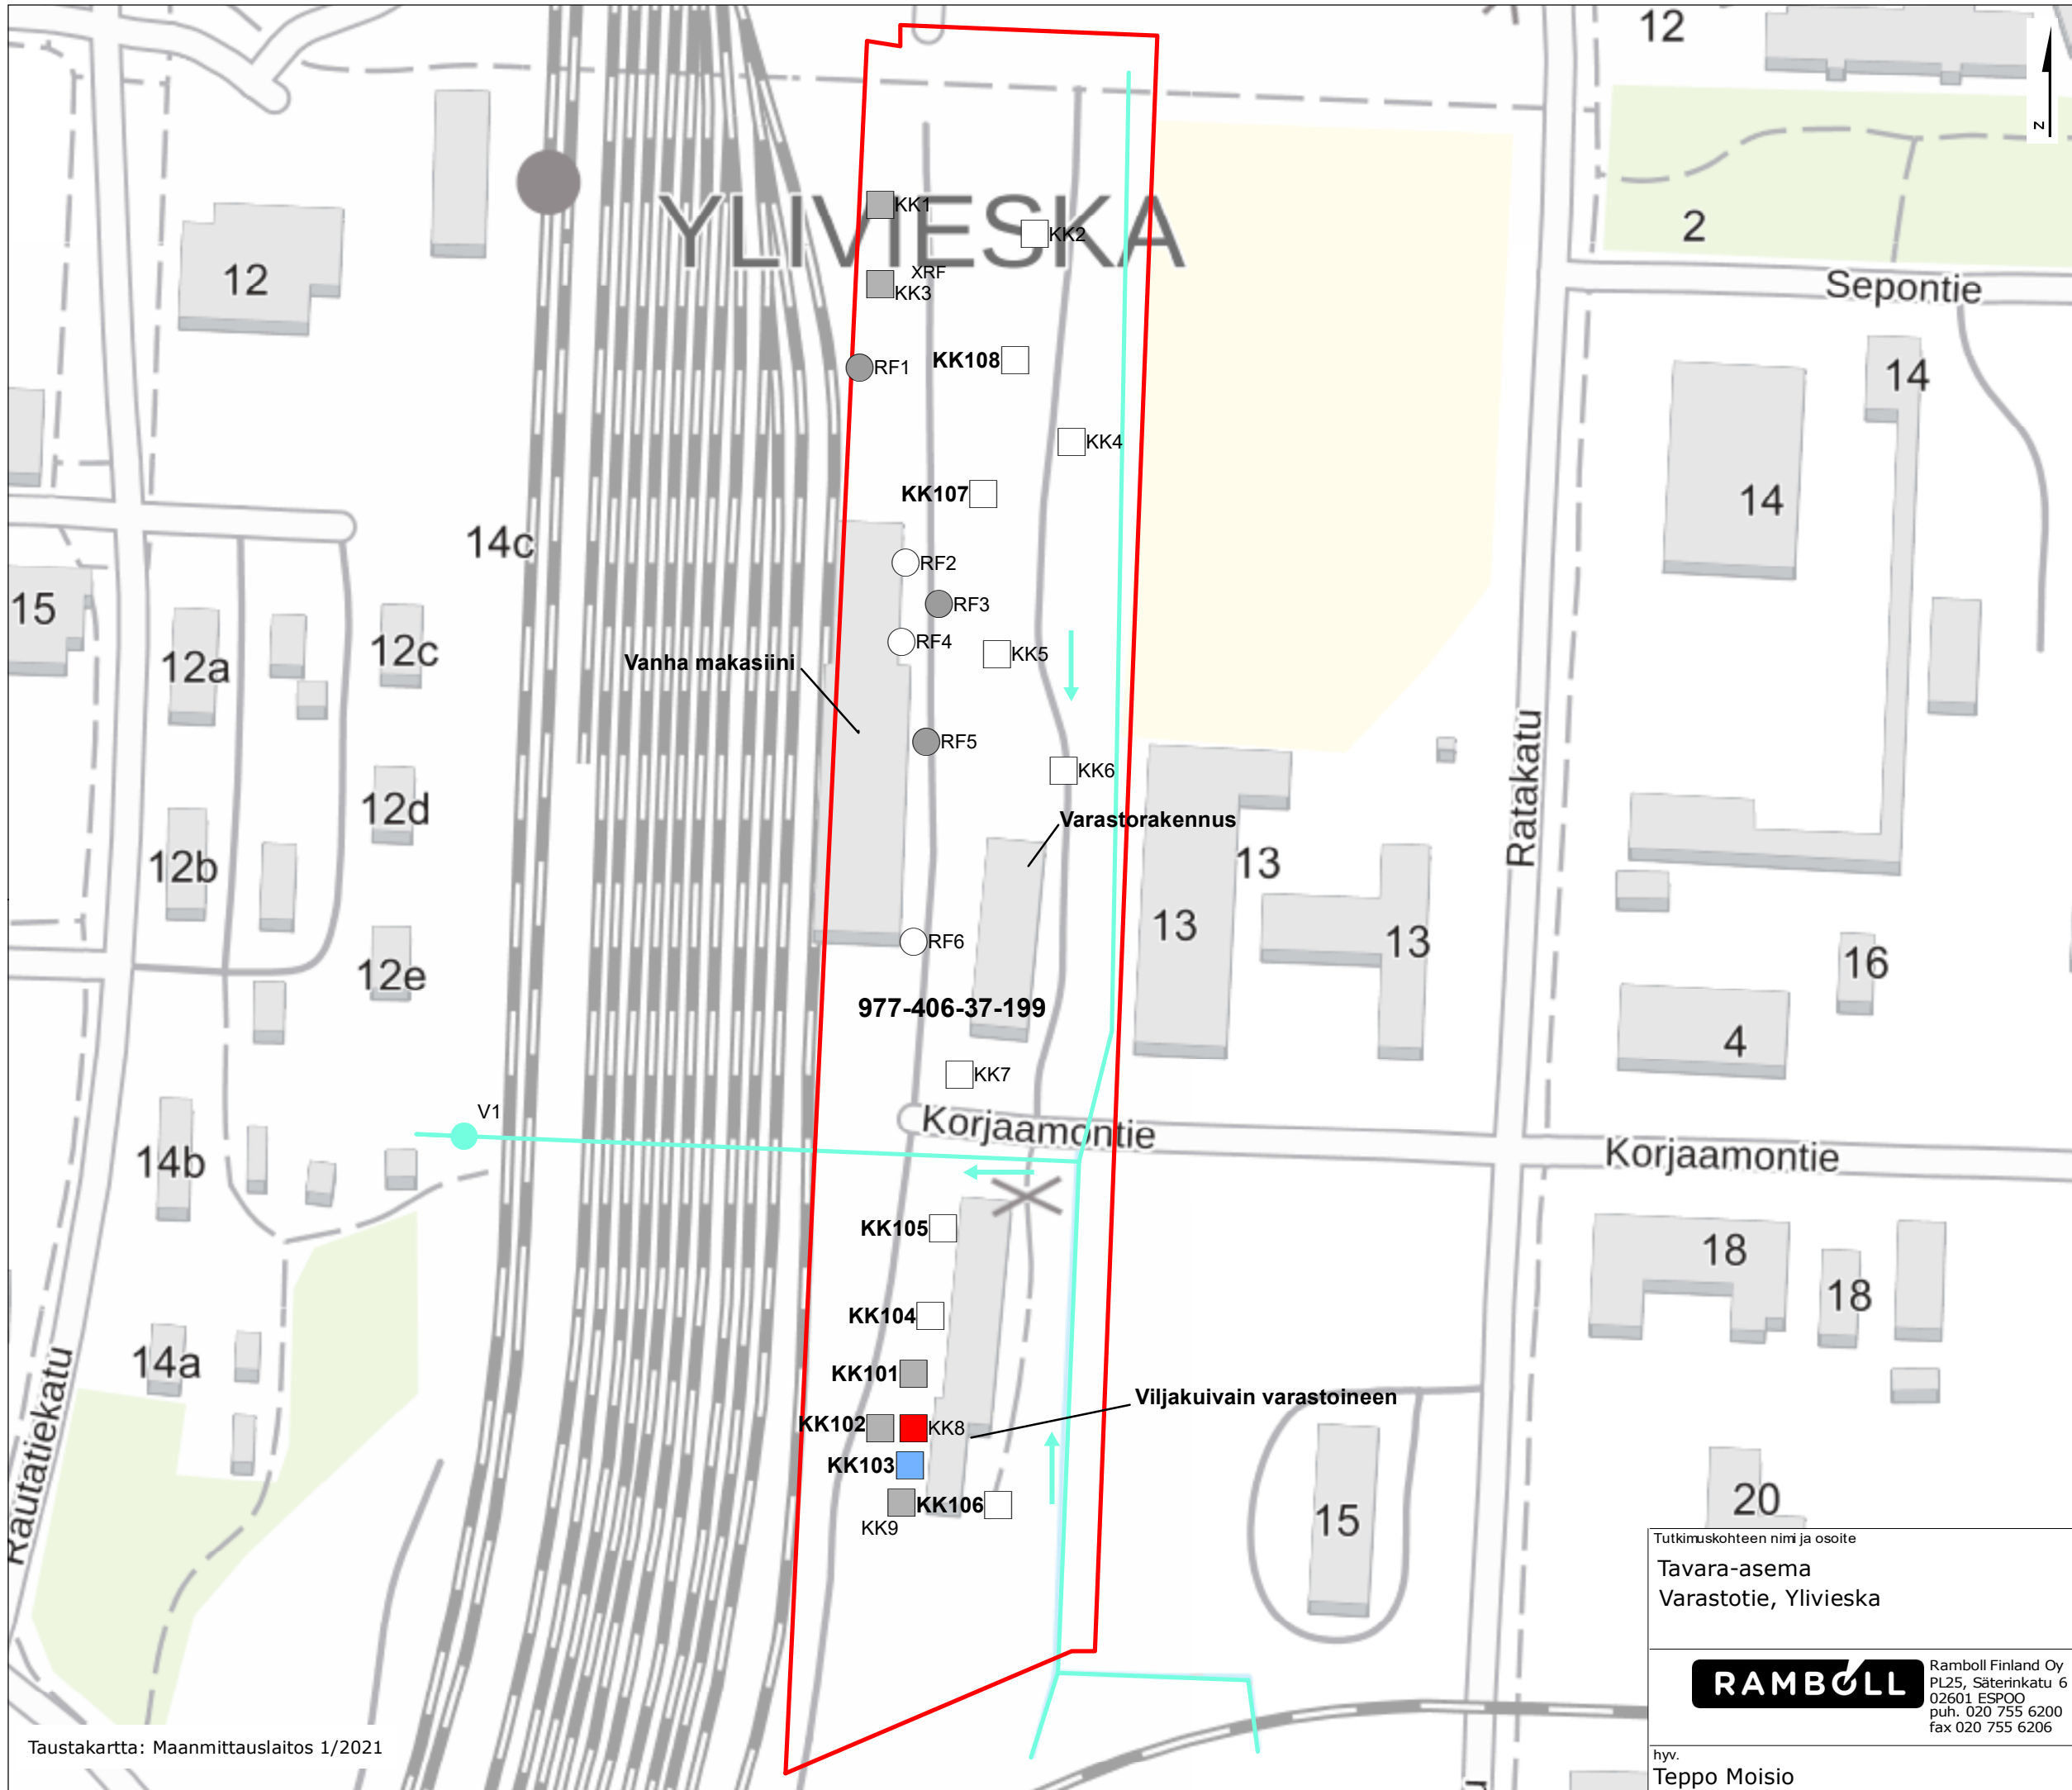 12
N
2
Sepontie
YLIVIESKA
KK1
KK2
XRF
KK3
12
RF1
KK108
14
KK4
14
KK107
14c
RF2
RF3
15
12a
12c
RF4
KK5
Vanha makasiini
RF5
KK6
Ratakatu
12d
Varastorakennus
12b
13
13
13
RF6
12e
16
977-406-37-199
4
KK7
V1
Korjaamontie
Korjaamontie
14b
KK105
18
18
KK104
14a
KK101
Rautatiekatu
Viljakuivain varastoineen
KK102
KK8
KK103
KK106
KK9
15
20
Tutkimuskohteen nimi ja osoite
Tavara-asema
Varastotie, Ylivieska
RAMBOLL
Ramboll Finland Oy
PL25, Säterinkatu 6
02601 ESPOO
puh. 020 755 6200
fax 020 755 6206
hyv.
Teppo Moisio
Taustakartta: Maanmittauslaitos 1/2021